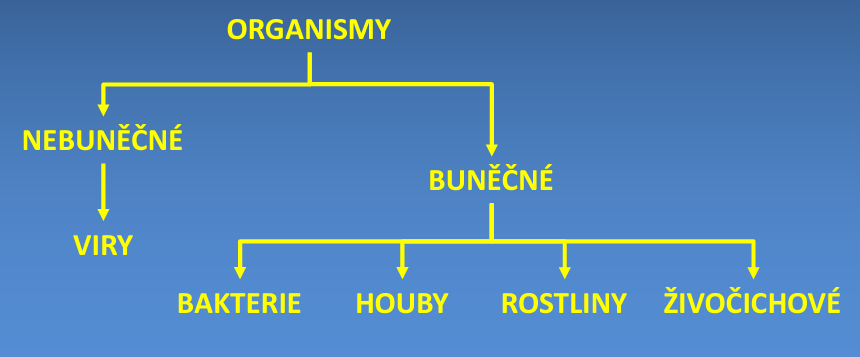 ORGANISMY
NEBUNĚČNÉ
BUNĚČNÉ
VIRY
BAKTERIE HOUBY ROSTLINY ŽIVOČICHOVÉ